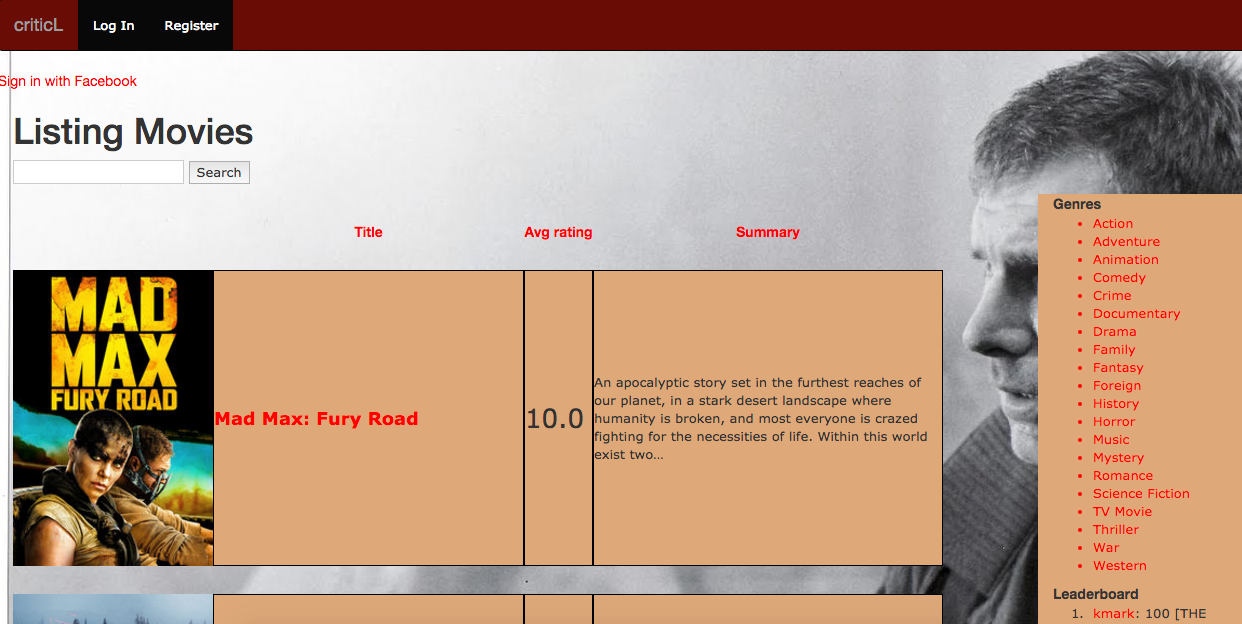 criticL Log In Register
Sign in with Facebook
Listing Movies
Search
Title Avg rating Summary
MAD
MAX
FURY ROAD
Mad Max: Fury Road
10.0
An apocalyptic story set in the furthest reaches of
our planet, in a stark desert landscape where
humanity is broken, and most everyone is crazed
fighting for the necessities of life. Within this world
exist two...
Genres
Action
Adventure
Animation
Comedy
Crime
Documentary
Drama
Family
Fantasy
Foreign
History
Horror
Music
Mystery
Romance
Science Fiction
TV Movie
Thriller
War
Western
Leaderboard
1. kmark: 100 [THE